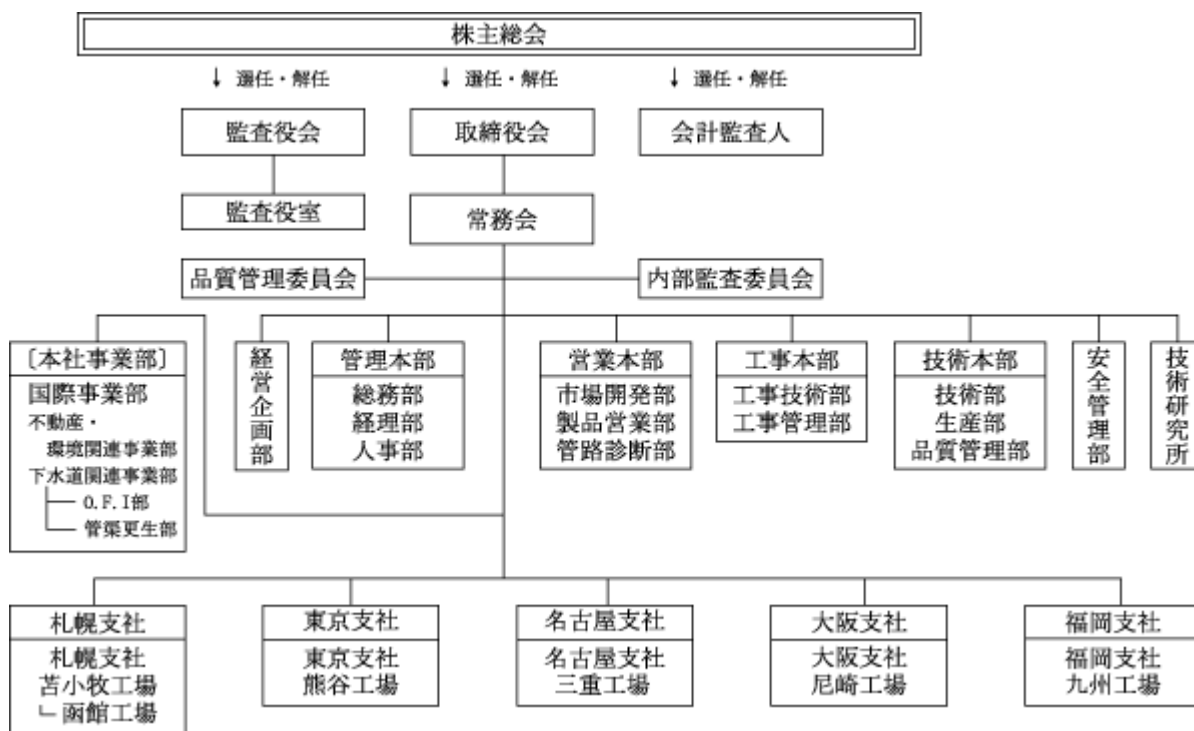 株主総会
↓ 選任・解任
↓ 選任・解任
↓ 選任・解任
監査役会
取締役会
会計監査人
監査役室
常務会
品質管理委員会
内部監査委員会
〔本社事業部〕
国際事業部
不動産・
環境関連事業部
下水道関連事業部
O.F.I部
管渠更生部
経営企画部
管理本部
総務部
経理部
人事部
営業本部
市場開発部
製品営業部
管路診断部
工事本部
工事技術部
工事管理部
技術本部
技術部
生産部
品質管理部
安全管理部
技術研究所
札幌支社
札幌支社
苫小牧工場
函館工場
東京支社
東京支社
熊谷工場
名古屋支社
名古屋支社
三重工場
大阪支社
大阪支社
尼崎工場
福岡支社
福岡支社
九州工場